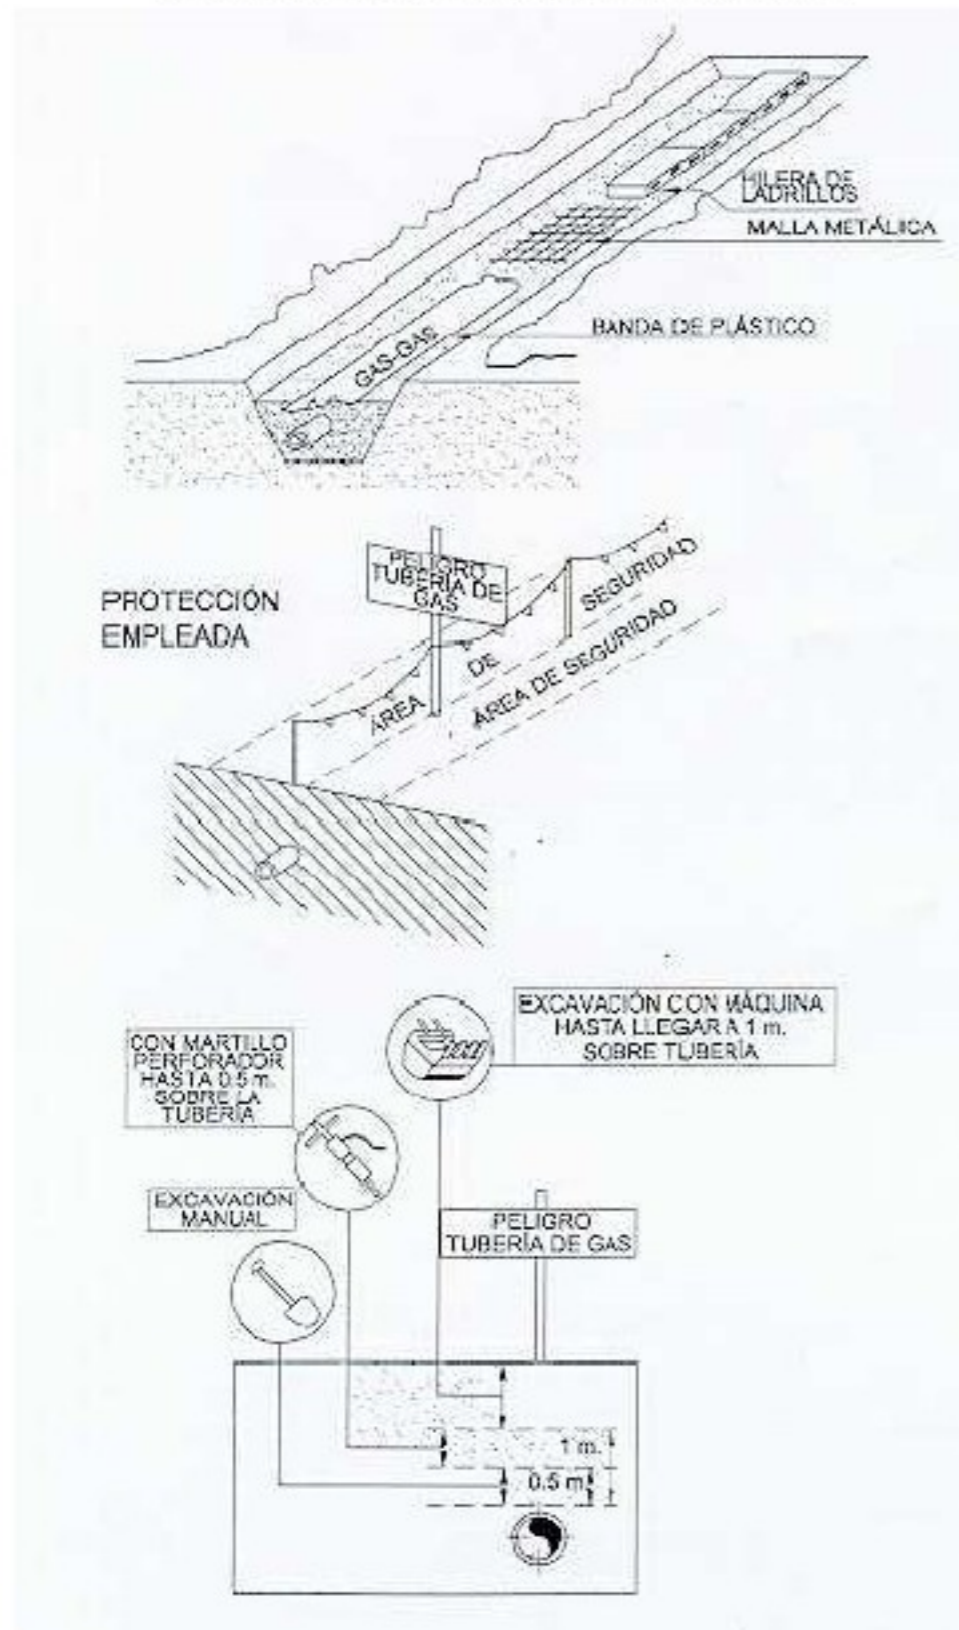 HILERA DE
LADRILLOS
MALLA METÁLICA
BANDA DE PLÁSTICO
GAS-GAS
PELIGRO
TUBERÍA DE
GAS
PROTECCIÓN
EMPLEADA
ÁREA DE SEGURIDAD
ÁREA DE SEGURIDAD
EXCAVACIÓN CON MÁQUINA
HASTA LLEGAR A 1 m.
SOBRE TUBERÍA
CON MARTILLO
PERFORADOR
HASTA 0.5 m.
SOBRE LA
TUBERÍA
EXCAVACIÓN
MANUAL
PELIGRO
TUBERÍA DE GAS
1 m.
0.5 m